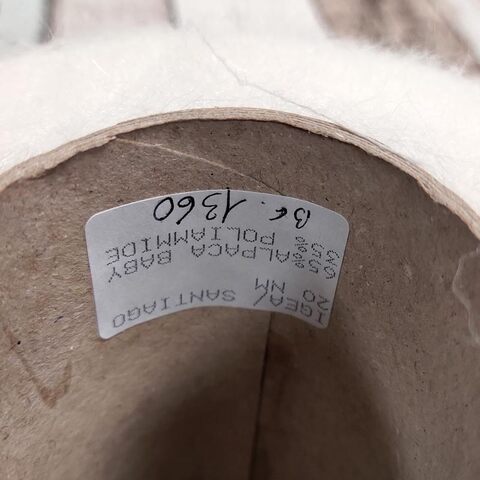 IGEA/ SANTIAGO
20 NM
65%ALPACA BABY
35%POLIAMMIDE
1360